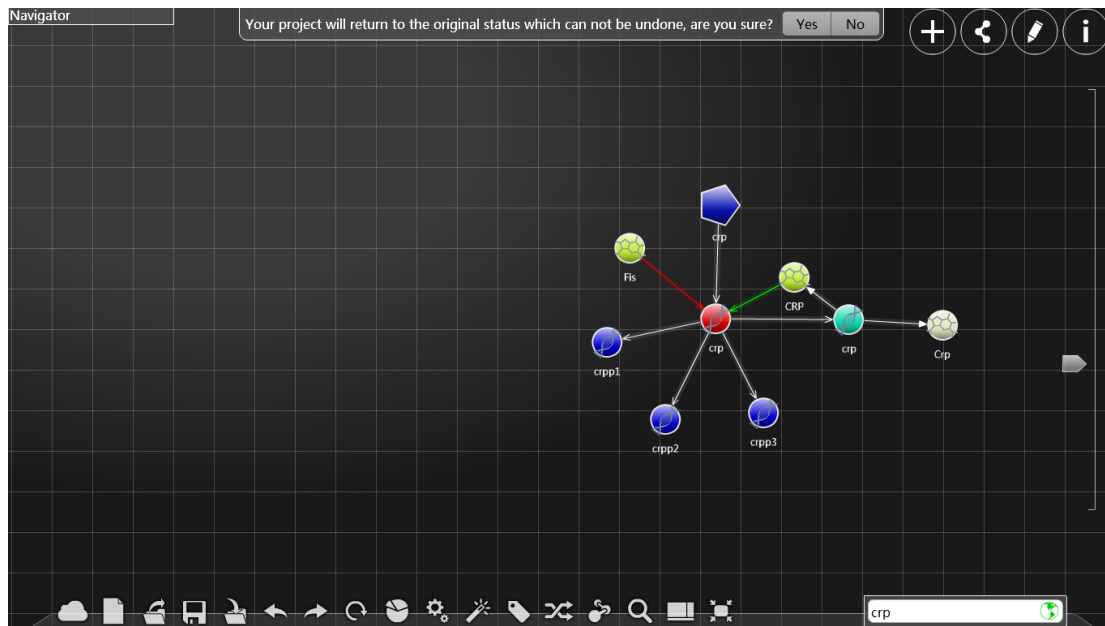 Navigator
Your project will return to the original status which can not be undone, are you sure? Yes No
crp
Fis
CRP
crp
crp
Crp
crpp1
crpp2
crpp3
crp